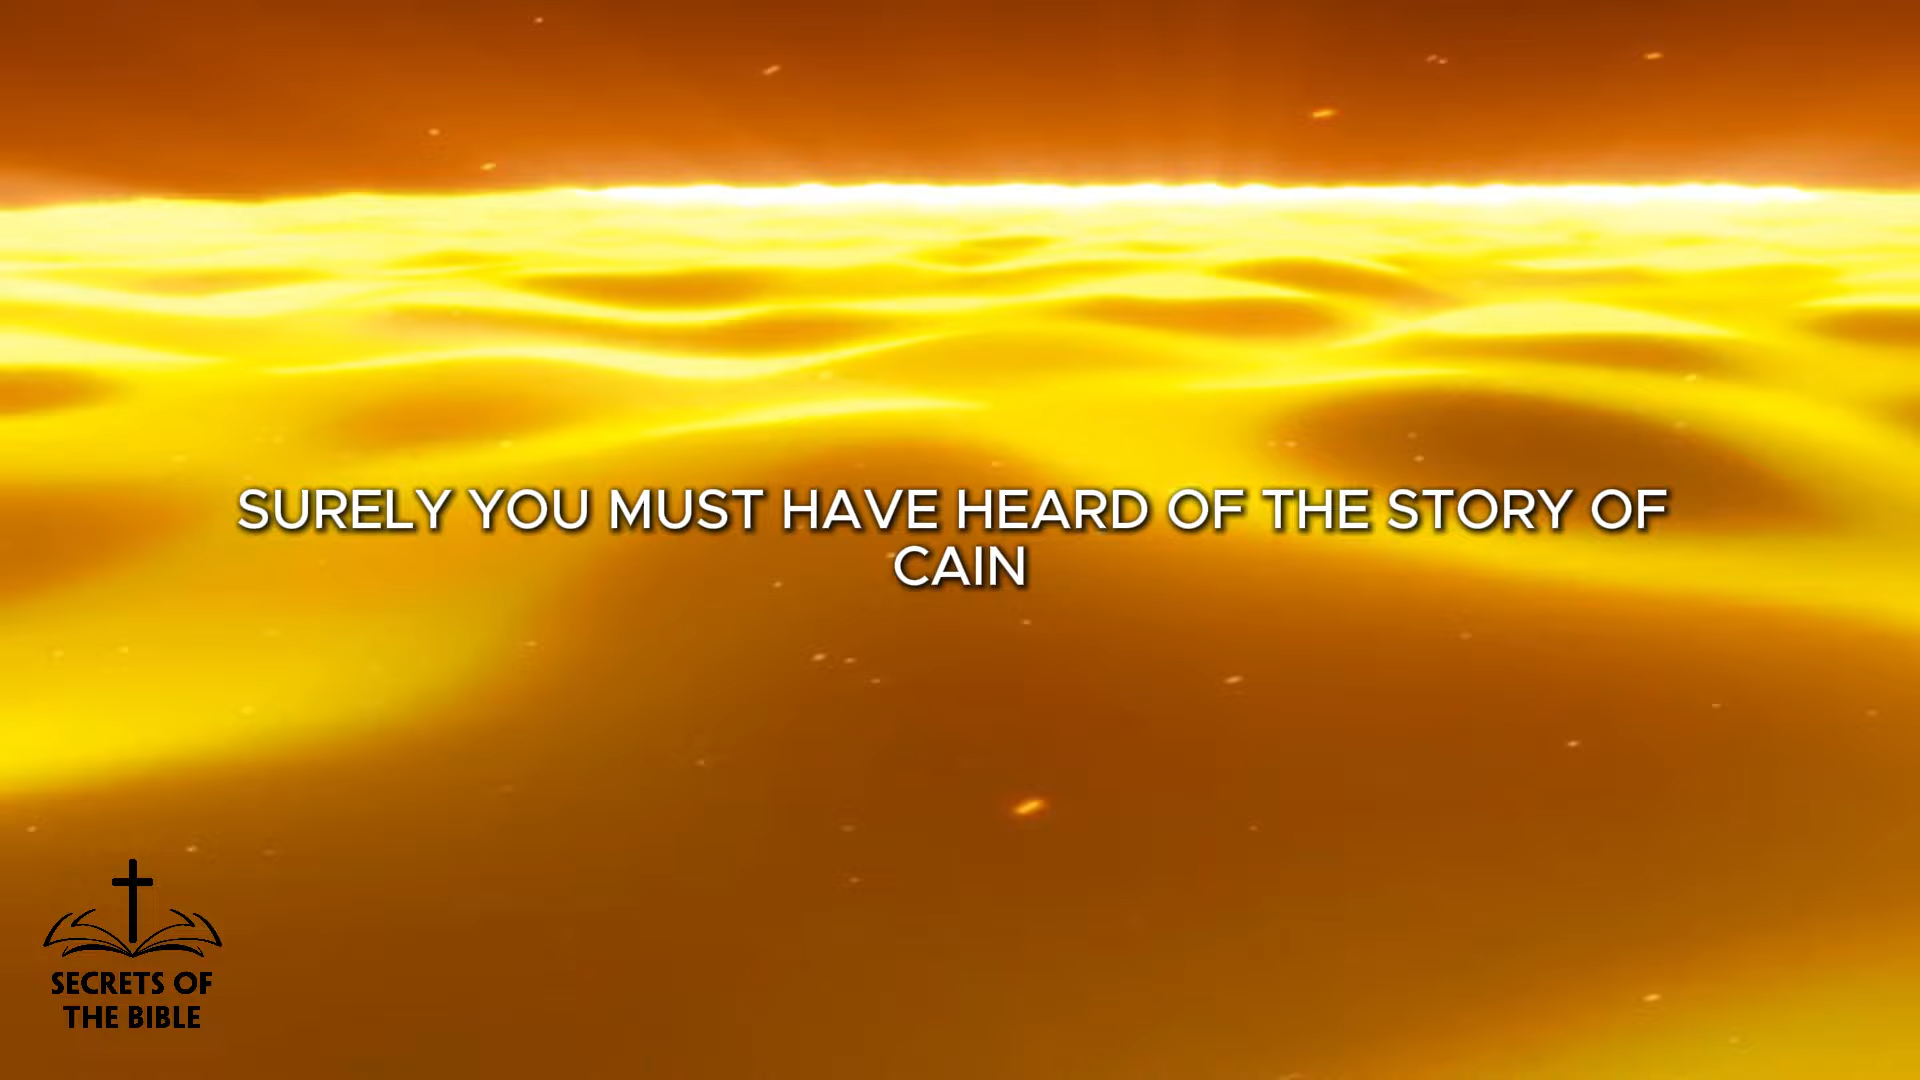 SURELY YOU MUST HAVE HEARD OF THE STORY OF
CAIN
SECRETS OF
THE BIBLE